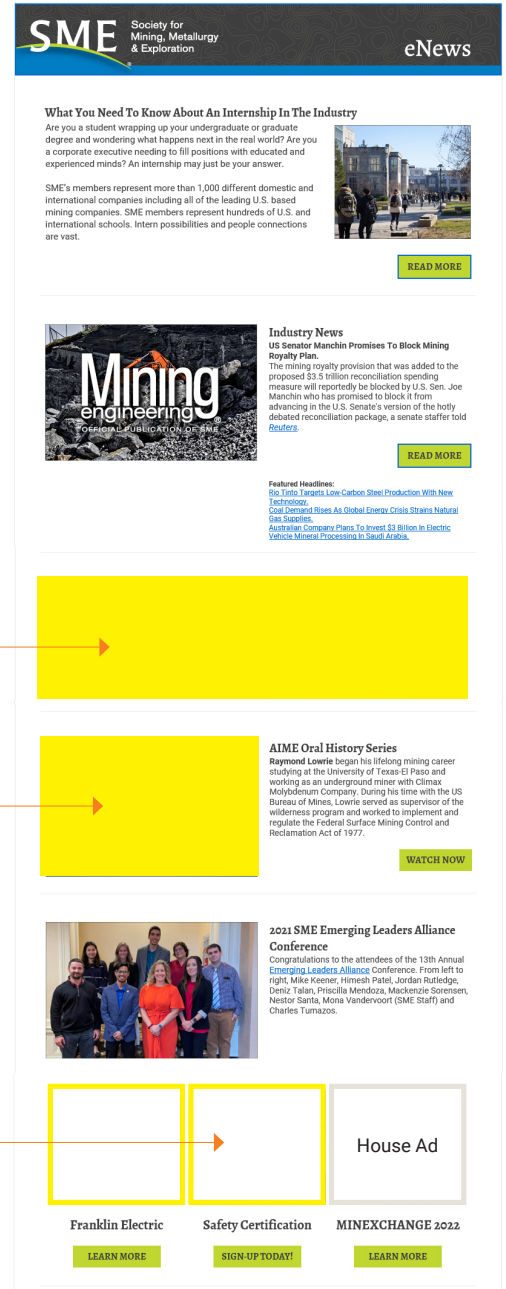 SME
Society for
Mining, Metallurgy
& Exploration
®
eNews
What You Need To Know About An Internship In The Industry
Are you a student wrapping up your undergraduate or graduate
degree and wondering what happens next in the real world? Are you
a corporate executive needing to fill positions with educated and
experienced minds? An internship may just be your answer.
SME's members represent more than 1,000 different domestic and
international companies including all of the leading U.S. based
mining companies. SME members represent hundreds of U.S. and
international schools. Intern possibilities and people connections
are vast.
READ MORE
Mining
engineering
OFFICIAL PUBLICATION OF SME
Industry News
US Senator Manchin Promises To Block Mining
Royalty Plan.
The mining royalty provision that was added to the
proposed $3.5 trillion reconciliation spending
measure will reportedly be blocked by U.S. Sen. Joe
Manchin who has promised to block it from
advancing in the U.S. Senate's version of the hotly
debated reconciliation package, a senate staffer told
Reuters.
READ MORE
Featured Headlines:
Rio Tinto Targets Low-Carbon Steel Production With New
Technology.
Coal Demand Rises As Global Energy Crisis Strains Natural
Gas Supplies.
Australian Company Plans To Invest $3 Billion In Electric
Vehicle Mineral Processing In Saudi Arabia.
AIME Oral History Series
Raymond Lowrie began his lifelong mining career
studying at the University of Texas-El Paso and
working as an underground miner with Climax
Molybdenum Company. During his time with the US
Bureau of Mines, Lowrie served as supervisor of the
wilderness program and worked to implement and
regulate the Federal Surface Mining Control and
Reclamation Act of 1977.
WATCH NOW
2021 SME Emerging Leaders Alliance
Conference
Congratulations to the attendees of the 13th Annual
Emerging Leaders Alliance Conference. From left to
right, Mike Keener, Himesh Patel, Jordan Rutledge,
Deniz Talan, Priscilla Mendoza, Mackenzie Sorensen,
Nestor Santa, Mona Vandervoort (SME Staff) and
Charles Tumazos.
House Ad
Franklin Electric
Safety Certification
MINEXCHANGE 2022
LEARN MORE
SIGN-UP TODAY!
LEARN MORE